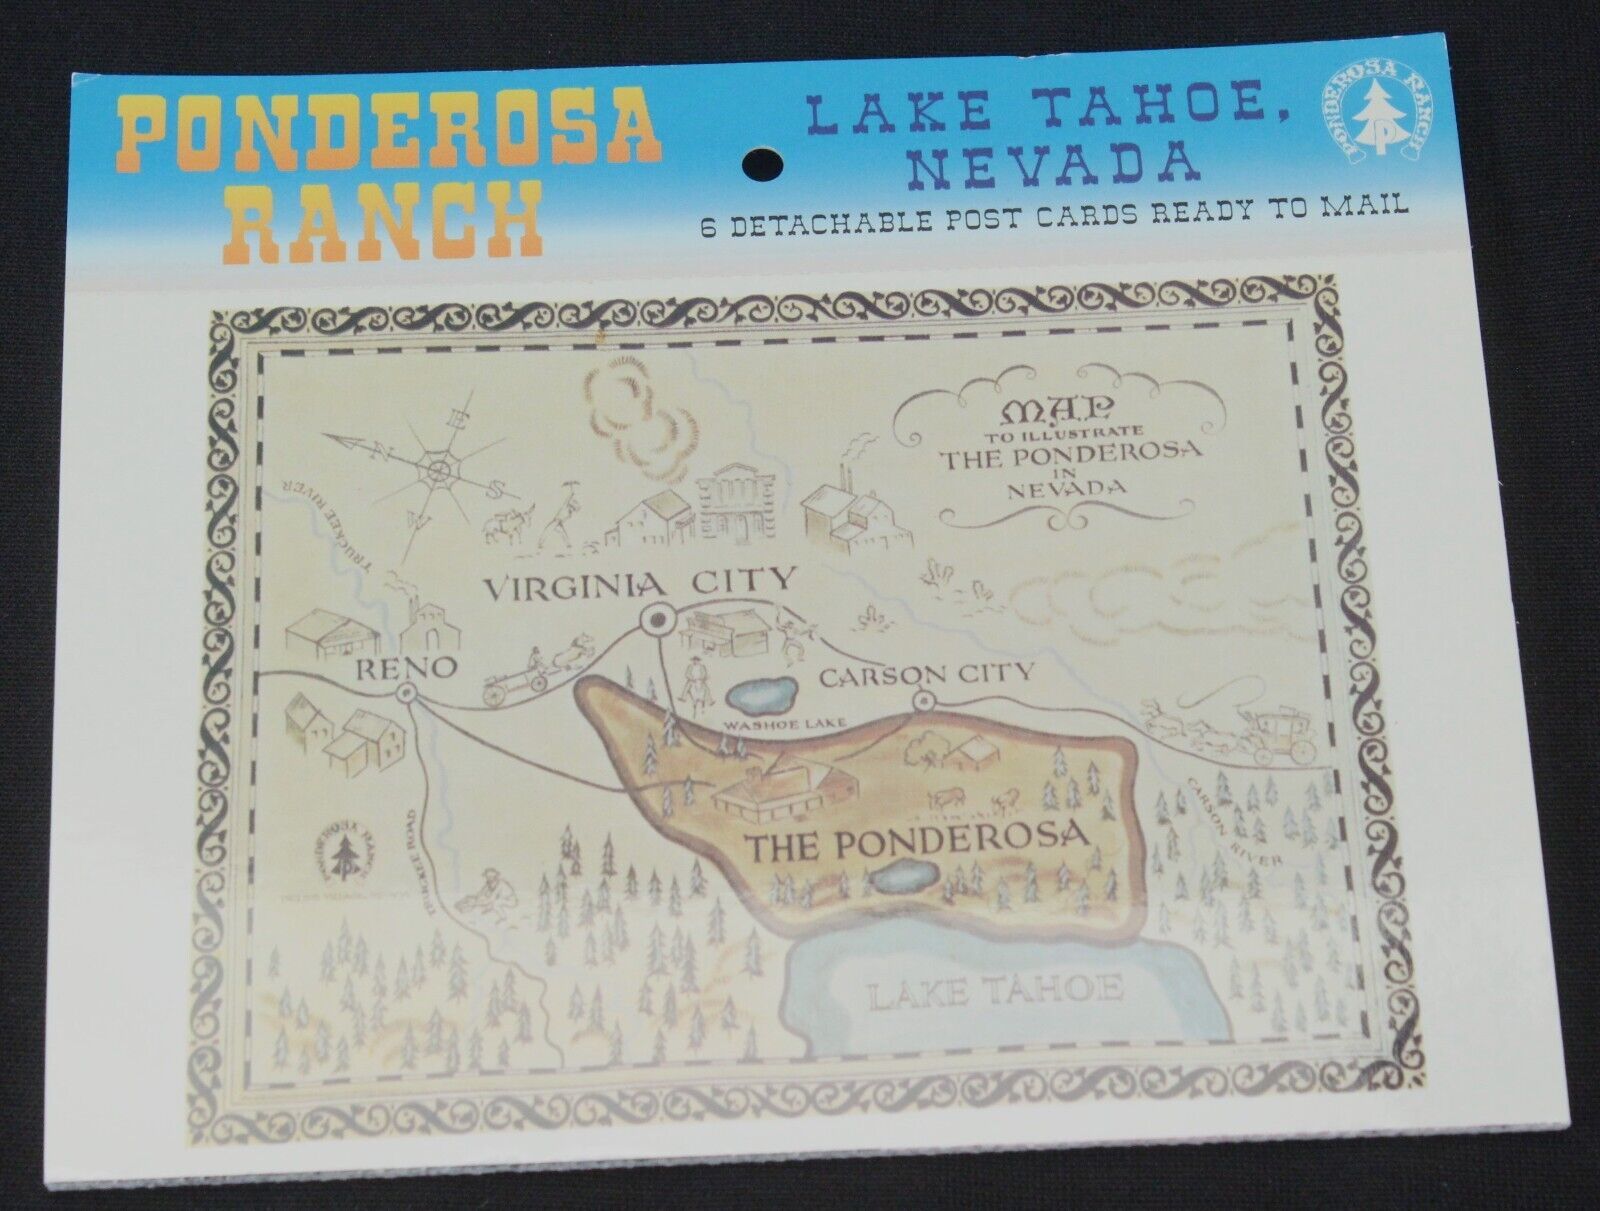 PONDEROSA
RANCH
LAKE TAHOE,
NEVADA
6 DETACHABLE POST CARDS READY TO MAIL
PONDEROSA RANCH
P
MAP
TO ILLUSTRATE
THE PONDEROSA
IN
NEVADA
E
N
S
TRUCKEE RIVER
VIRGINIA CITY
RENO
CARSON CITY
WASHOE LAKE
CARSON RIVER
THE PONDEROSA
PONDEROSA RANCH
P
TRUCKEE ROAD
LAKE TAHOE